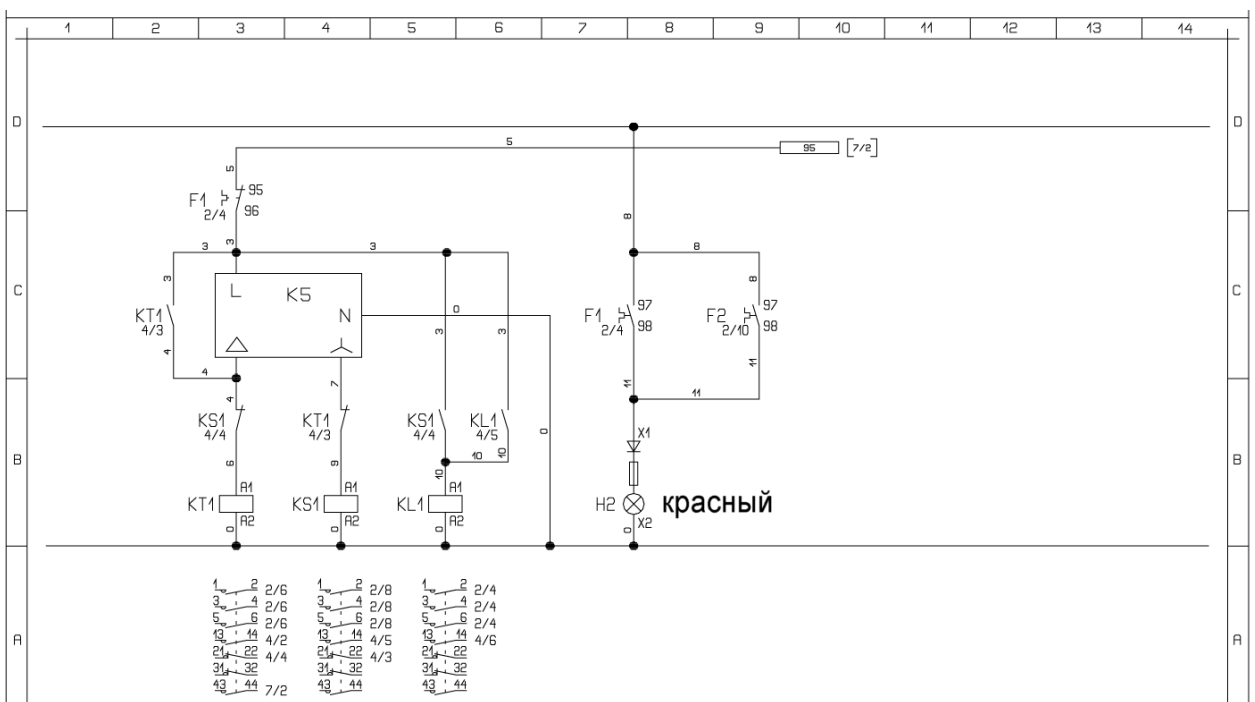 1 2 3 4 5 6 7 8 9 10 11 12 13 14
D D
5
95 [7/2]
5
F1 95
2/4 96
8
3
3 3 8
3 8
C C
L K5
KT1
4/3
N 0
3 3
F1 97
2/4 98
F2 97
2/10 98
4
4 7
11
11 11
4
KS1
4/4
KT1
4/3
KS1
4/4
KL1
4/5
0
X1
B B
10 10
6 9 10
A1 A1 A1
KT1 KS1 KL1
A2 A2 A2
H2 красный
X2
0 0 0 0
1 2 2/6 1 2 2/8 1 2 2/4
3 4 2/6 3 4 2/8 3 4 2/4
5 6 2/6 5 6 2/8 5 6 2/4
13 14 4/2 13 14 4/5 13 14 4/6
A A
21 22 4/4 21 22 4/3 21 22
31 32 31 32 31 32
43 44 7/2 43 44 43 44